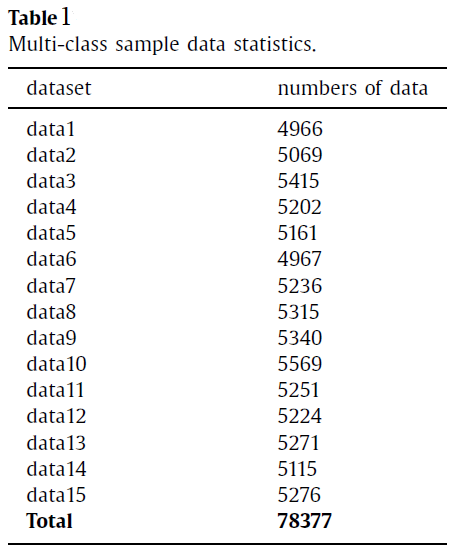 Table 1
Multi-class sample data statistics.
dataset numbers of data
data1 4966
data2 5069
data3 5415
data4 5202
data5 5161
data6 4967
data7 5236
data8 5315
data9 5340
data10 5569
data11 5251
data12 5224
data13 5271
data14 5115
data15 5276
Total 78377